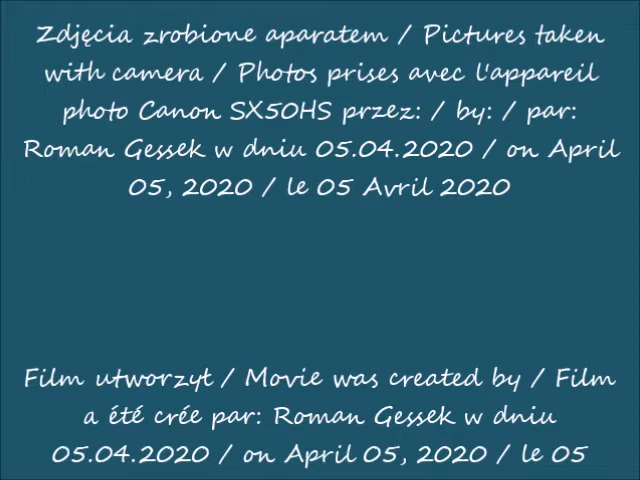 Zdjęcia zrobione aparatem / Pictures taken
with camera / Photos prises avec l'appareil
photo Canon SX50HS przez: / by: / par:
Roman Gessek w dniu 05.04.2020 / on April
05, 2020 / le 05 Avril 2020
Film utworzył / Movie was created by / Film
a été crée par: Roman Gessek w dniu
05.04.2020 / on April 05, 2020 / le 05